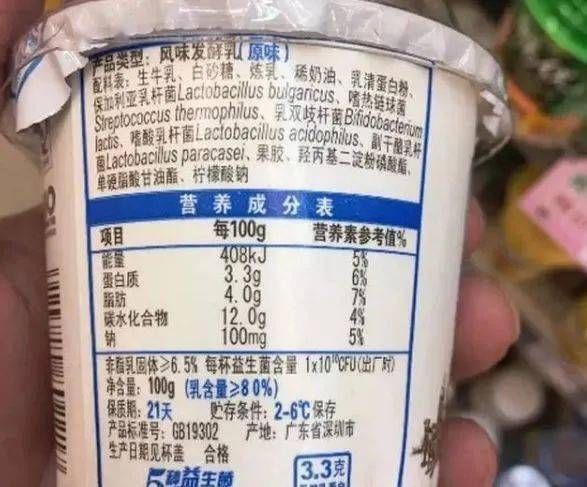 产品类型：风味发酵乳（原味）
配料表：生牛乳、白砂糖、炼乳、稀奶油、乳清蛋白粉、
保加利亚乳杆菌Lactobacillus bulgaricus、嗜热链球菌
Streptococcus thermophilus、乳双歧杆菌Bifidobacterium
lactis、嗜酸乳杆菌Lactobacillus acidophilus、副干酪乳杆
菌Lactobacillus paracasei、果胶、羟丙基二淀粉磷酸酯、
单硬脂酸甘油酯、柠檬酸钠
营养成分表
项目 每100g 营养素参考值%
能量 408kJ 5%
蛋白质 3.3g 6%
脂肪 4.0g 7%
碳水化合物 12.0g 4%
钠 100mg 5%
非脂乳固体≥6.5% 每杯益生菌含量 1x10¹⁰CFU(出厂时)
净含量：100g（乳含量≥80%）
保质期：21天 贮存条件：2-6℃保存
产品标准号：GB19302 产地：广东省深圳市
生产日期见杯盖 合格
5种益生菌
3.3克